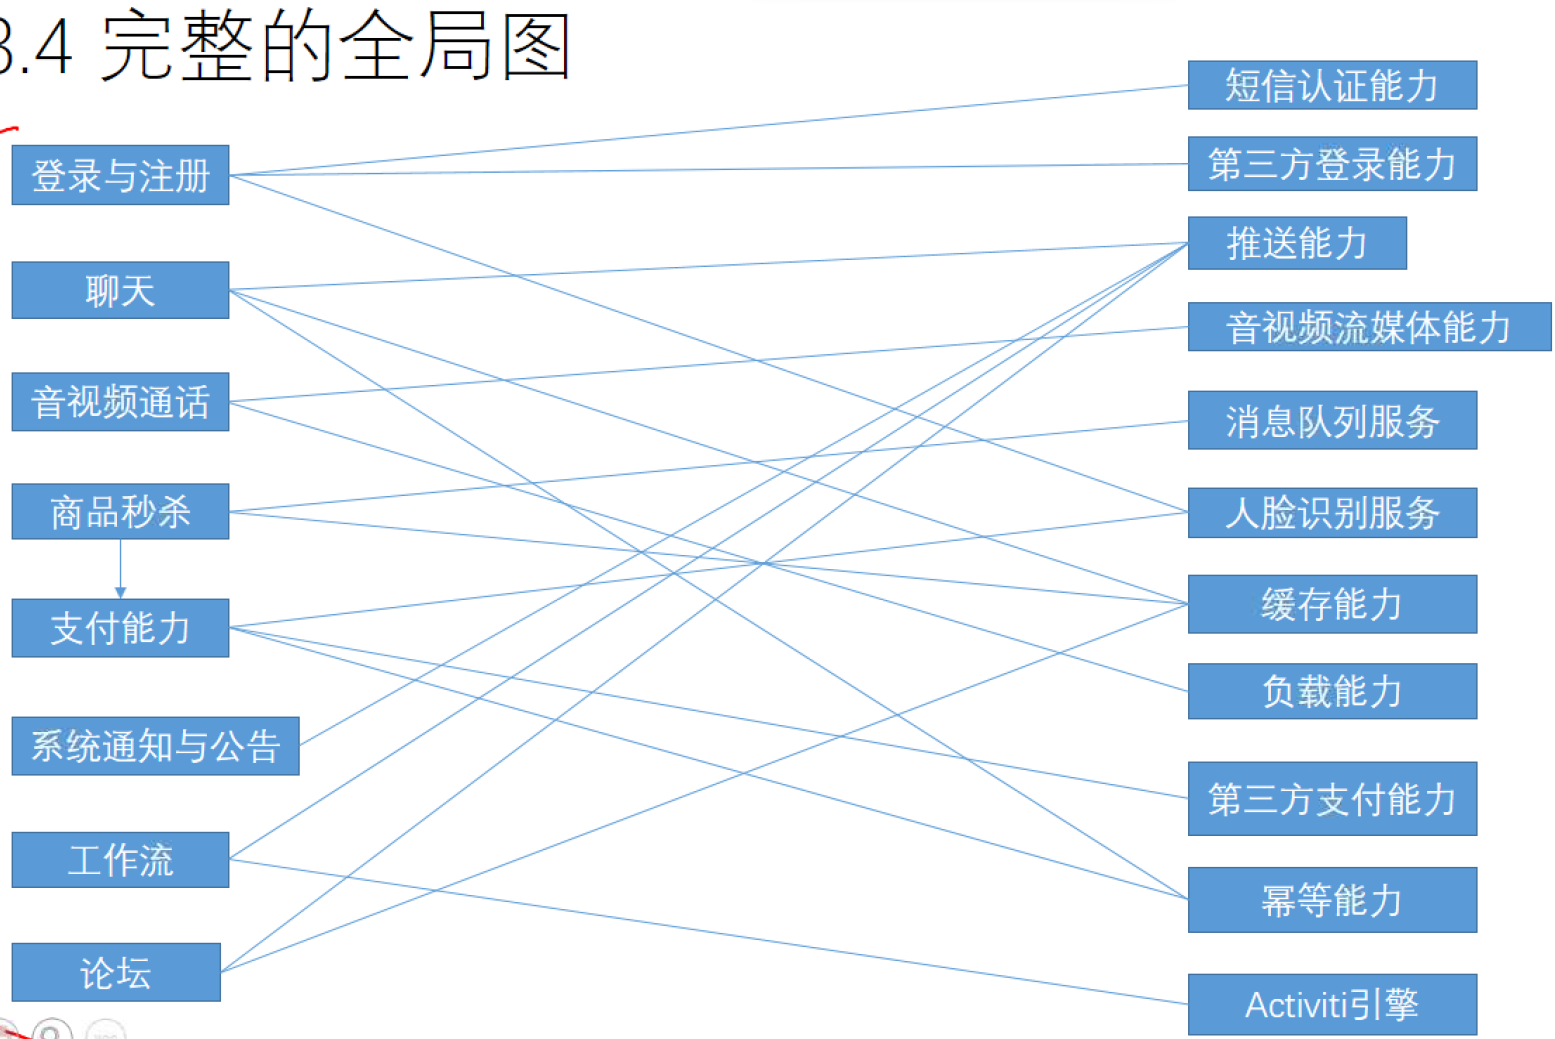 3.4 完整的全局图
登录与注册
聊天
音视频通话
商品秒杀
支付能力
系统通知与公告
工作流
论坛
短信认证能力
第三方登录能力
推送能力
音视频流媒体能力
消息队列服务
人脸识别服务
缓存能力
负载能力
第三方支付能力
幂等能力
Activiti引擎